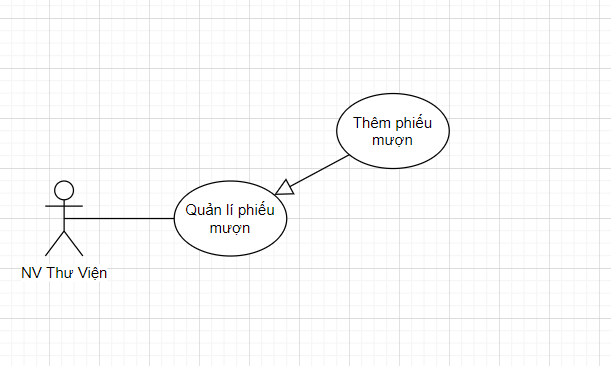 Thêm phiếu
mượn
Quản lí phiếu
mượn
NV Thư Viện